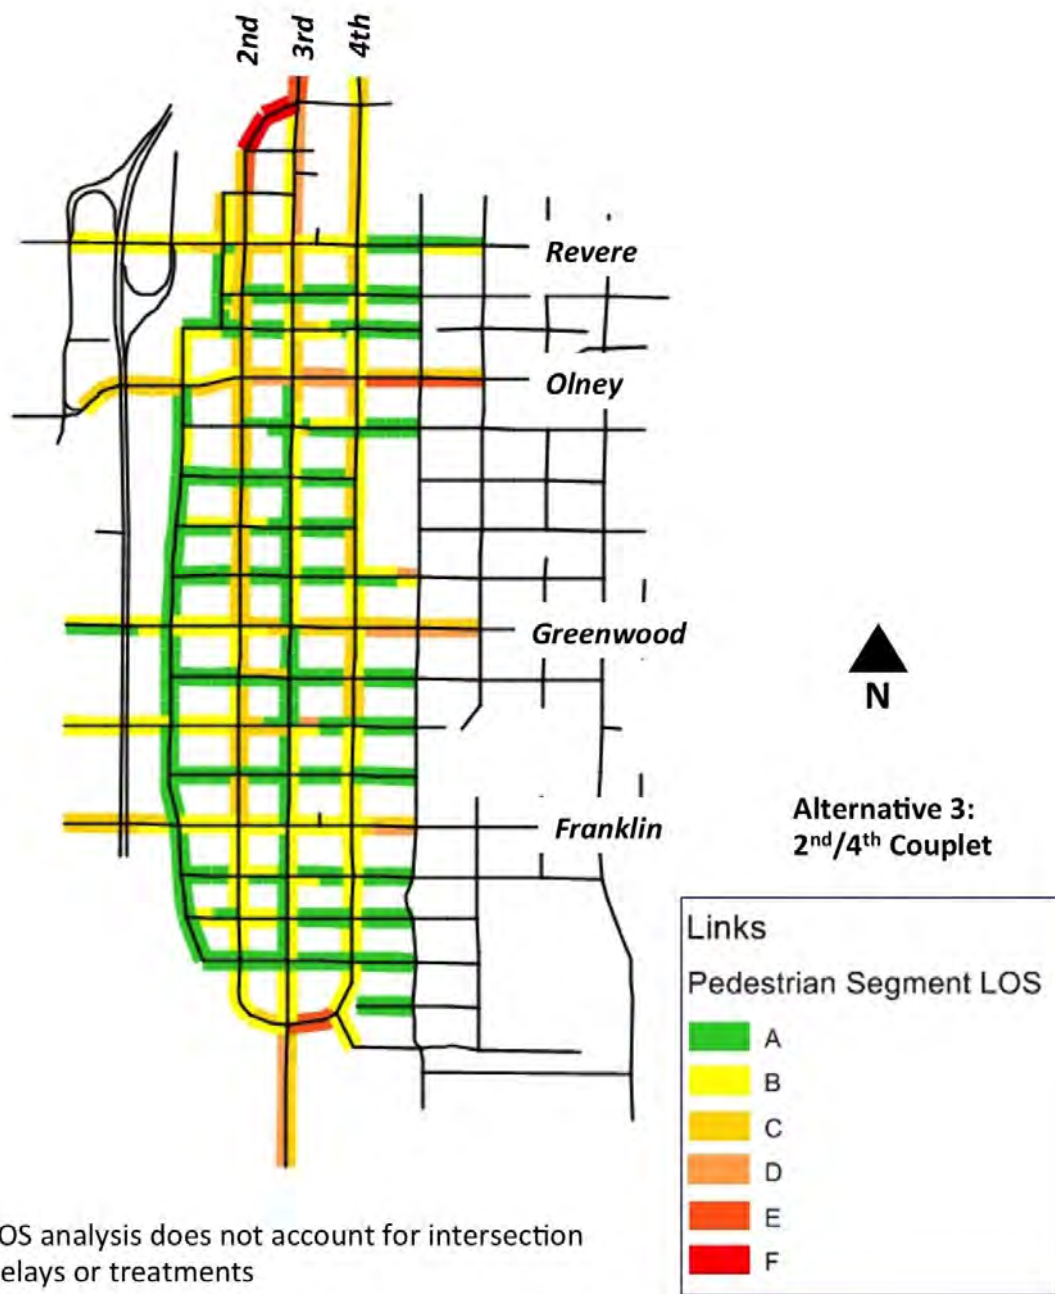 2nd
3rd
4th
Revere
Olney
Greenwood
N
Franklin
Alternative 3:
2nd/4th Couplet
Links
Pedestrian Segment LOS
A
B
C
D
E
F
OS analysis does not account for intersection
elays or treatments